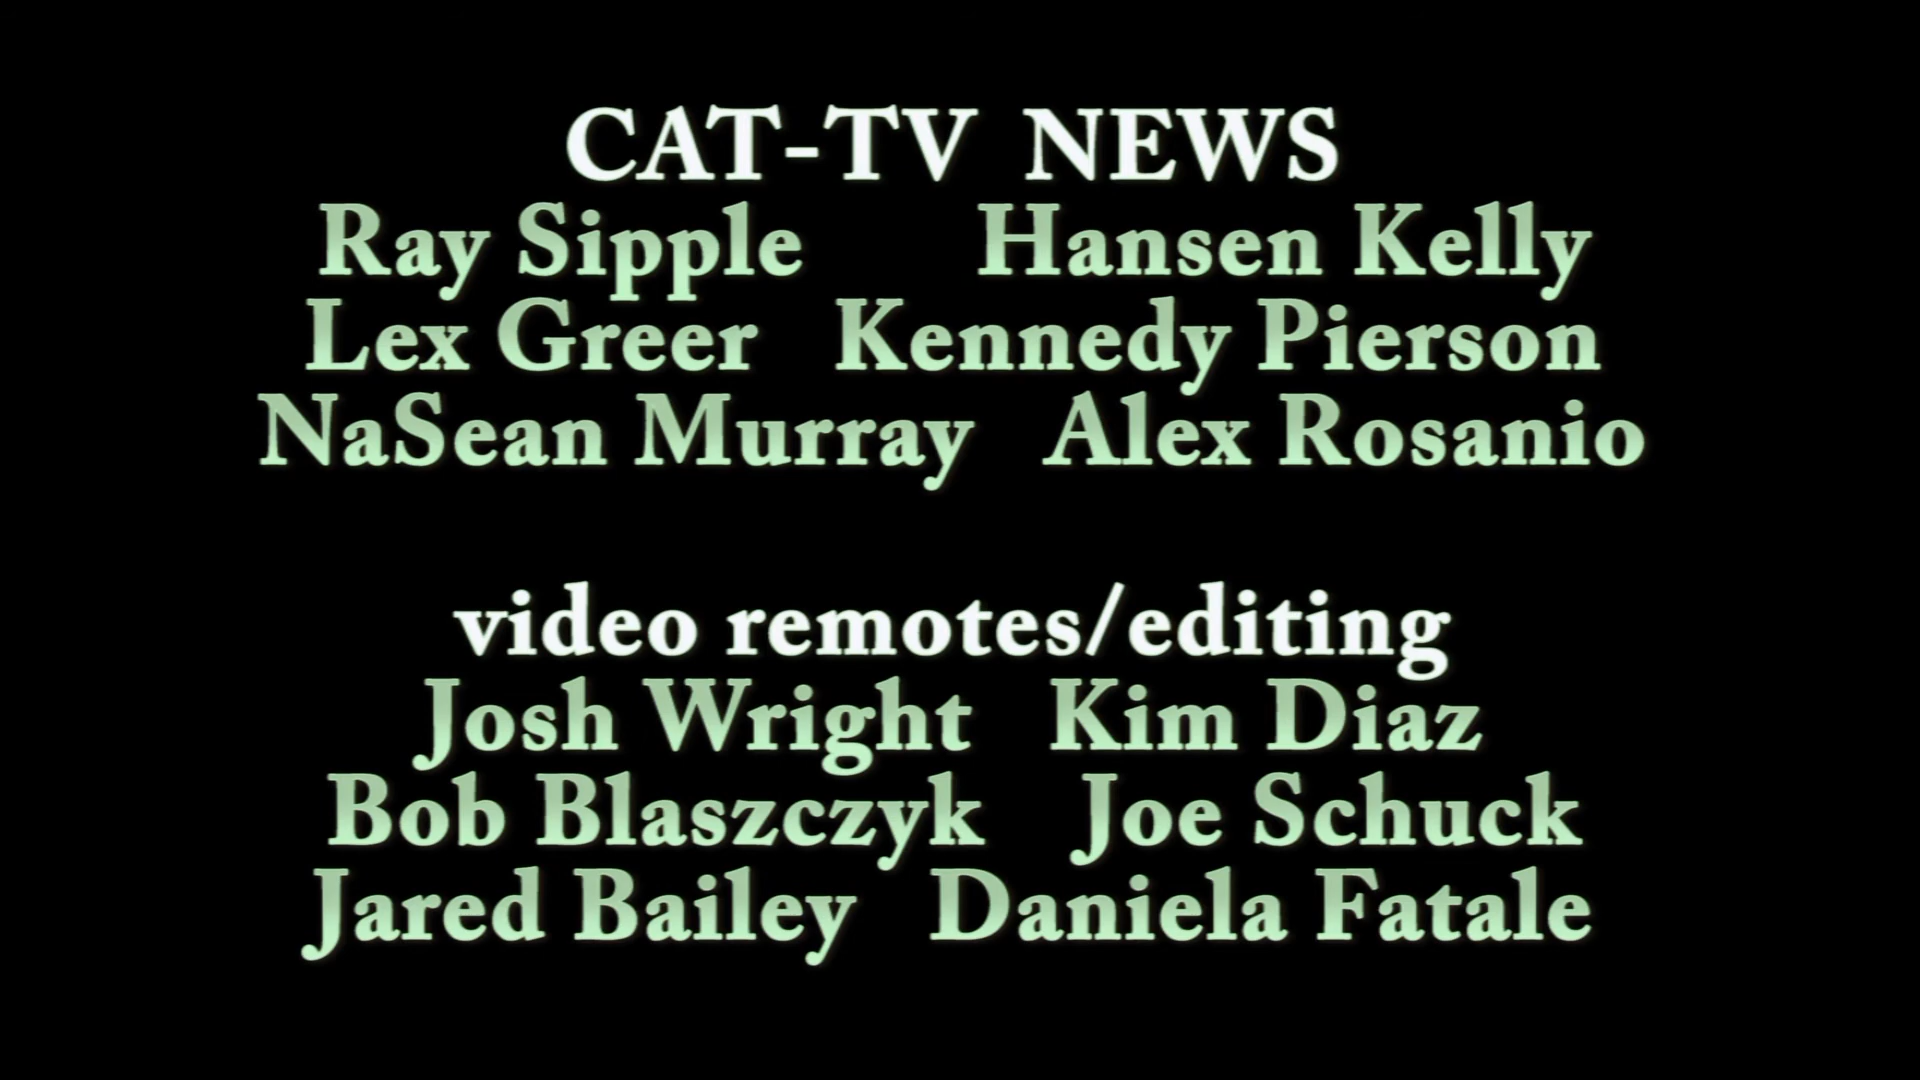 CAT-TV NEWS
Ray Sipple Hansen Kelly
Lex Greer Kennedy Pierson
NaSean Murray Alex Rosanio
video remotes/editing
Josh Wright Kim Diaz
Bob Blaszczyk Joe Schuck
Jared Bailey Daniela Fatale